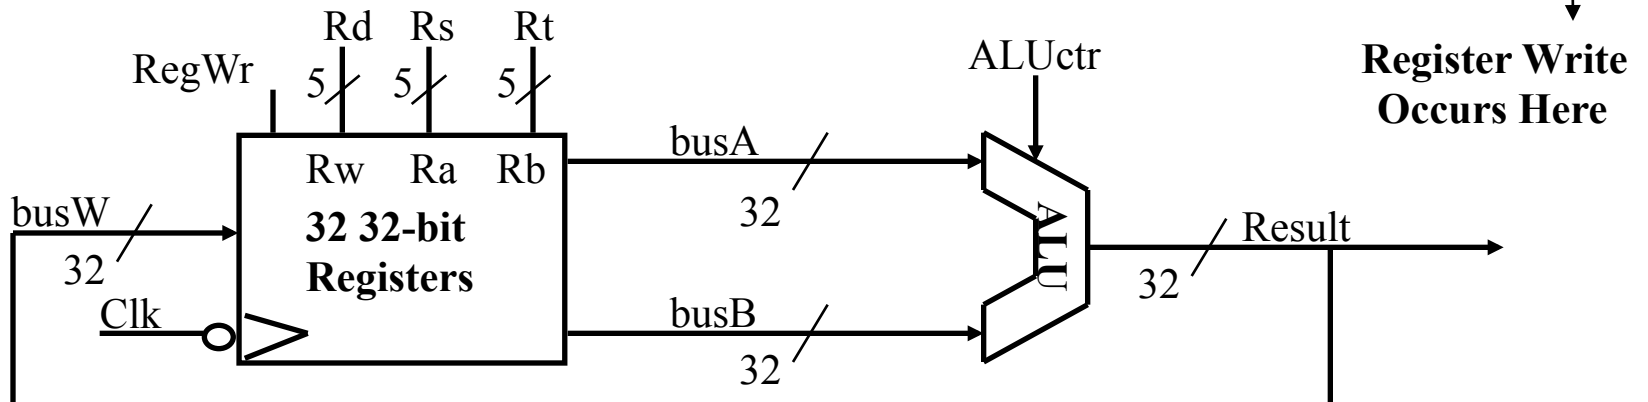 Rd Rs Rt
RegWr
5 5 5
ALUctr
Register Write
Occurs Here
busA
32
Rw Ra Rb
busW
32
32 32-bit
Registers
ALU
Result
32
Clk
busB
32